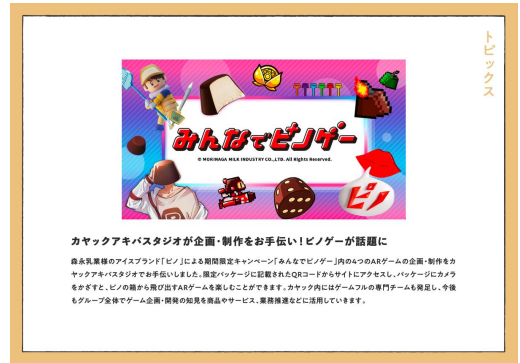 トピックス
みんなでピノゲー
© MORINAGA MILK INDUSTRY CO.,LTD. All Rights Reserved.
ピノ
カヤックアキバスタジオが企画・制作をお手伝い！ピノゲーが話題に
森永乳業様のアイスブランド「ピノ」による期間限定キャンペーン「みんなでピノゲー」内の4つのARゲームの企画・制作をカ
ヤックアキバスタジオでお手伝いしました。限定パッケージに記載されたQRコードからサイトにアクセスし、パッケージにカメラ
をかざすと、ピノの箱から飛び出すARゲームを楽しむことができます。カヤック内にはゲームフルの専門チームも発足し、今後
もグループ全体でゲーム企画・開発の知見を商品やサービス、業務推進などに活用していきます。